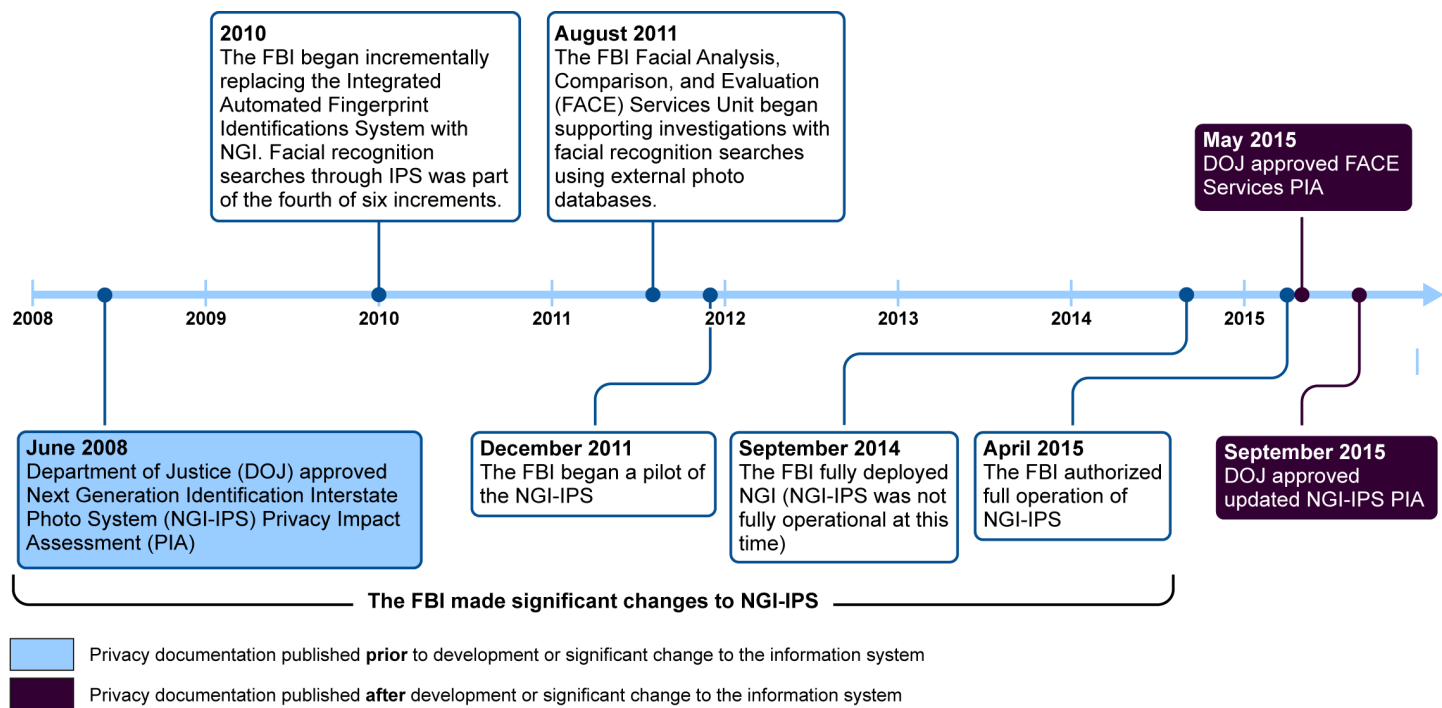 2010
The FBI began incrementally
replacing the Integrated
Automated Fingerprint
Identifications System with
NGI. Facial recognition
searches through IPS was part
of the fourth of six increments.
August 2011
The FBI Facial Analysis,
Comparison, and Evaluation
(FACE) Services Unit began
supporting investigations with
facial recognition searches
using external photo
databases.
May 2015
DOJ approved FACE
Services PIA
2008
2009
2010
2011
2012
2013
2014
2015
June 2008
Department of Justice (DOJ) approved
Next Generation Identification Interstate
Photo System (NGI-IPS) Privacy Impact
Assessment (PIA)
December 2011
The FBI began a pilot of
the NGI-IPS
September 2014
The FBI fully deployed
NGI (NGI-IPS was not
fully operational at this
time)
April 2015
The FBI authorized
full operation of
NGI-IPS
September 2015
DOJ approved
updated NGI-IPS PIA
The FBI made significant changes to NGI-IPS
Privacy documentation published prior to development or significant change to the information system
Privacy documentation published after development or significant change to the information system